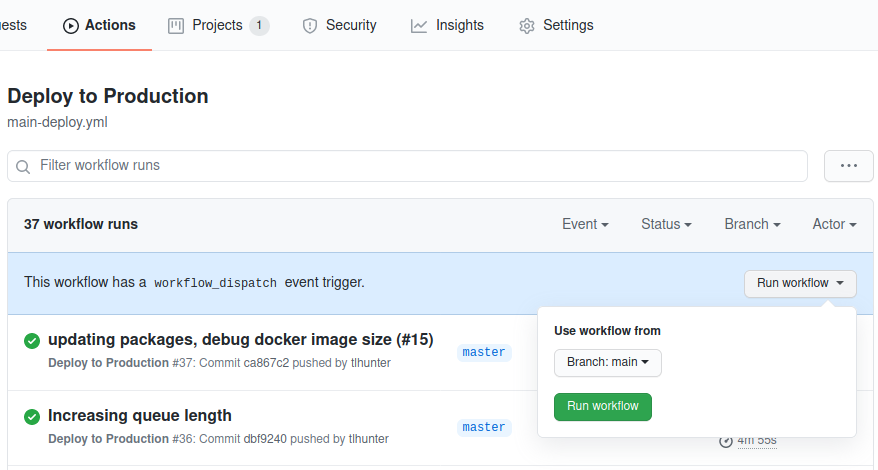 ests Actions Projects 1 Security Insights Settings
Deploy to Production
main-deploy.yml
Filter workflow runs
37 workflow runs Event Status Branch Actor
This workflow has a workflow_dispatch event trigger. Run workflow
Use workflow from
Branch: main
Run workflow
updating packages, debug docker image size (#15)
Deploy to Production #37: Commit ca867c2 pushed by tlhunter
master
Increasing queue length
Deploy to Production #36: Commit dbf9240 pushed by tlhunter
master
4m 55s